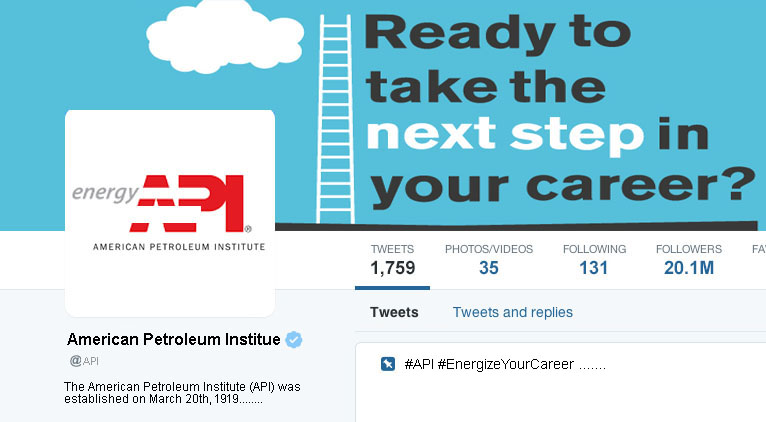 Ready to
take the
next step in
your career?
energy API®
AMERICAN PETROLEUM INSTITUTE
TWEETS PHOTOS/VIDEOS FOLLOWING FOLLOWERS FA
1,759 35 131 20.1M
Tweets Tweets and replies
American Petroleum Institue
@API
The American Petroleum Institute (API) was
established on March 20th, 1919........
#API #EnergizeYourCareer .......